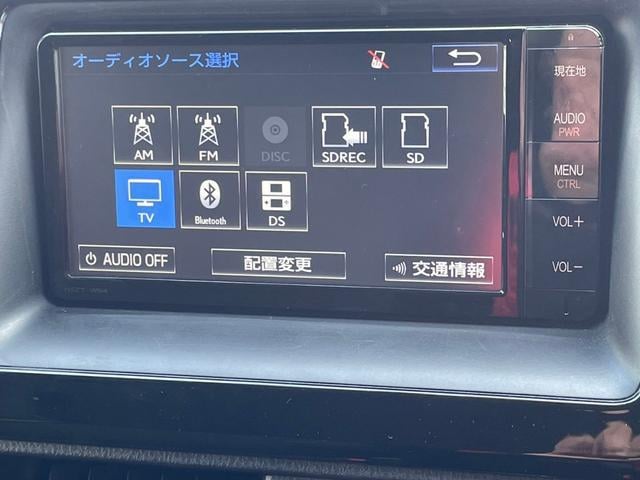 オーディオソース選択
AM
FM
DISC
SDREC
SD
TV
Bluetooth
DS
AUDIO OFF
配置変更
交通情報
現在地
AUDIO
PWR
MENU
CTRL
VOL+
VOL−